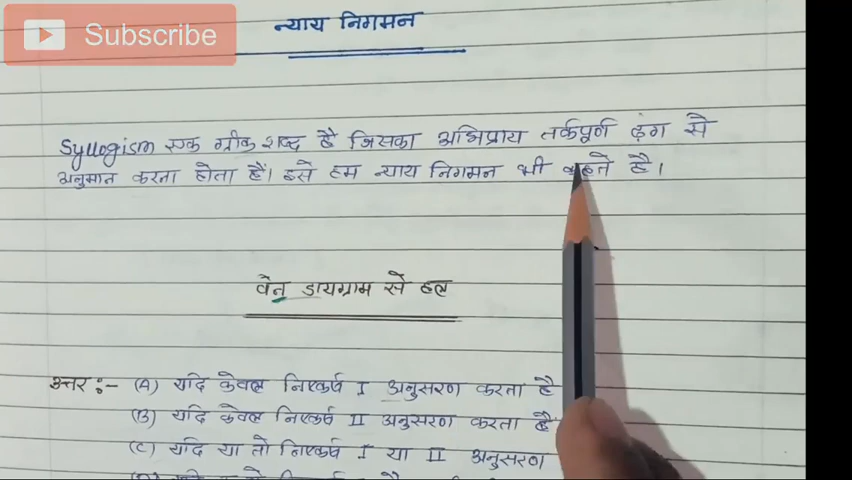 Subscribe
न्याय निगमन
Syllogism एक ग्रीक शब्द है जिसका अभिप्राय तर्कपूर्ण ढ़ंग से
अनुमान करना होता हैं। इसे हम न्याय निगमन भी कहते है।
वेन डायग्राम से हल
उत्तर :- (A) यदि केवल निष्कर्ष I अनुसरण करता है
(B) यदि केवल निष्कर्ष II अनुसरण करता है
(C) यदि या तो निष्कर्ष I या II अनुसरण